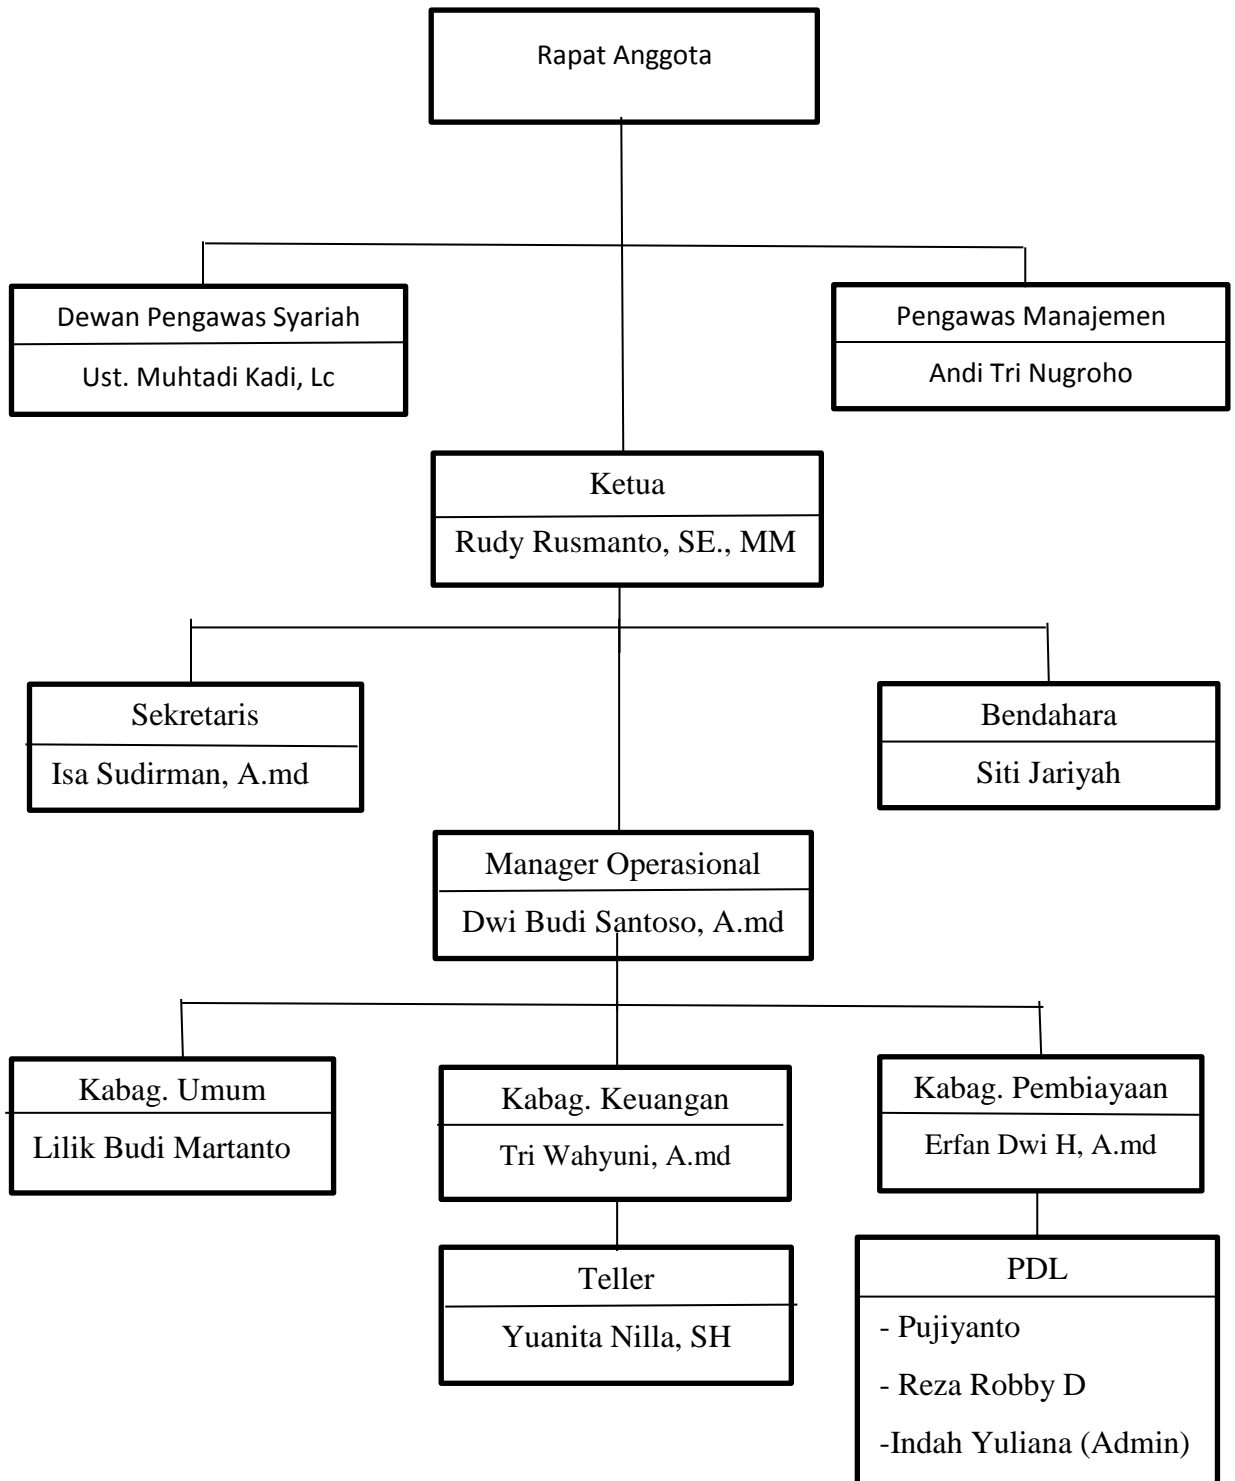 Rapat Anggota
Dewan Pengawas Syariah
Ust. Muhtadi Kadi, Lc
Pengawas Manajemen
Andi Tri Nugroho
Ketua
Rudy Rusmanto, SE., MM
Sekretaris
Isa Sudirman, A.md
Bendahara
Siti Jariyah
Manager Operasional
Dwi Budi Santoso, A.md
Kabag. Umum
Lilik Budi Martanto
Kabag. Keuangan
Tri Wahyuni, A.md
Kabag. Pembiayaan
Erfan Dwi H, A.md
Teller
Yuanita Nilla, SH
PDL
- Pujiyanto
- Reza Robby D
-Indah Yuliana (Admin)